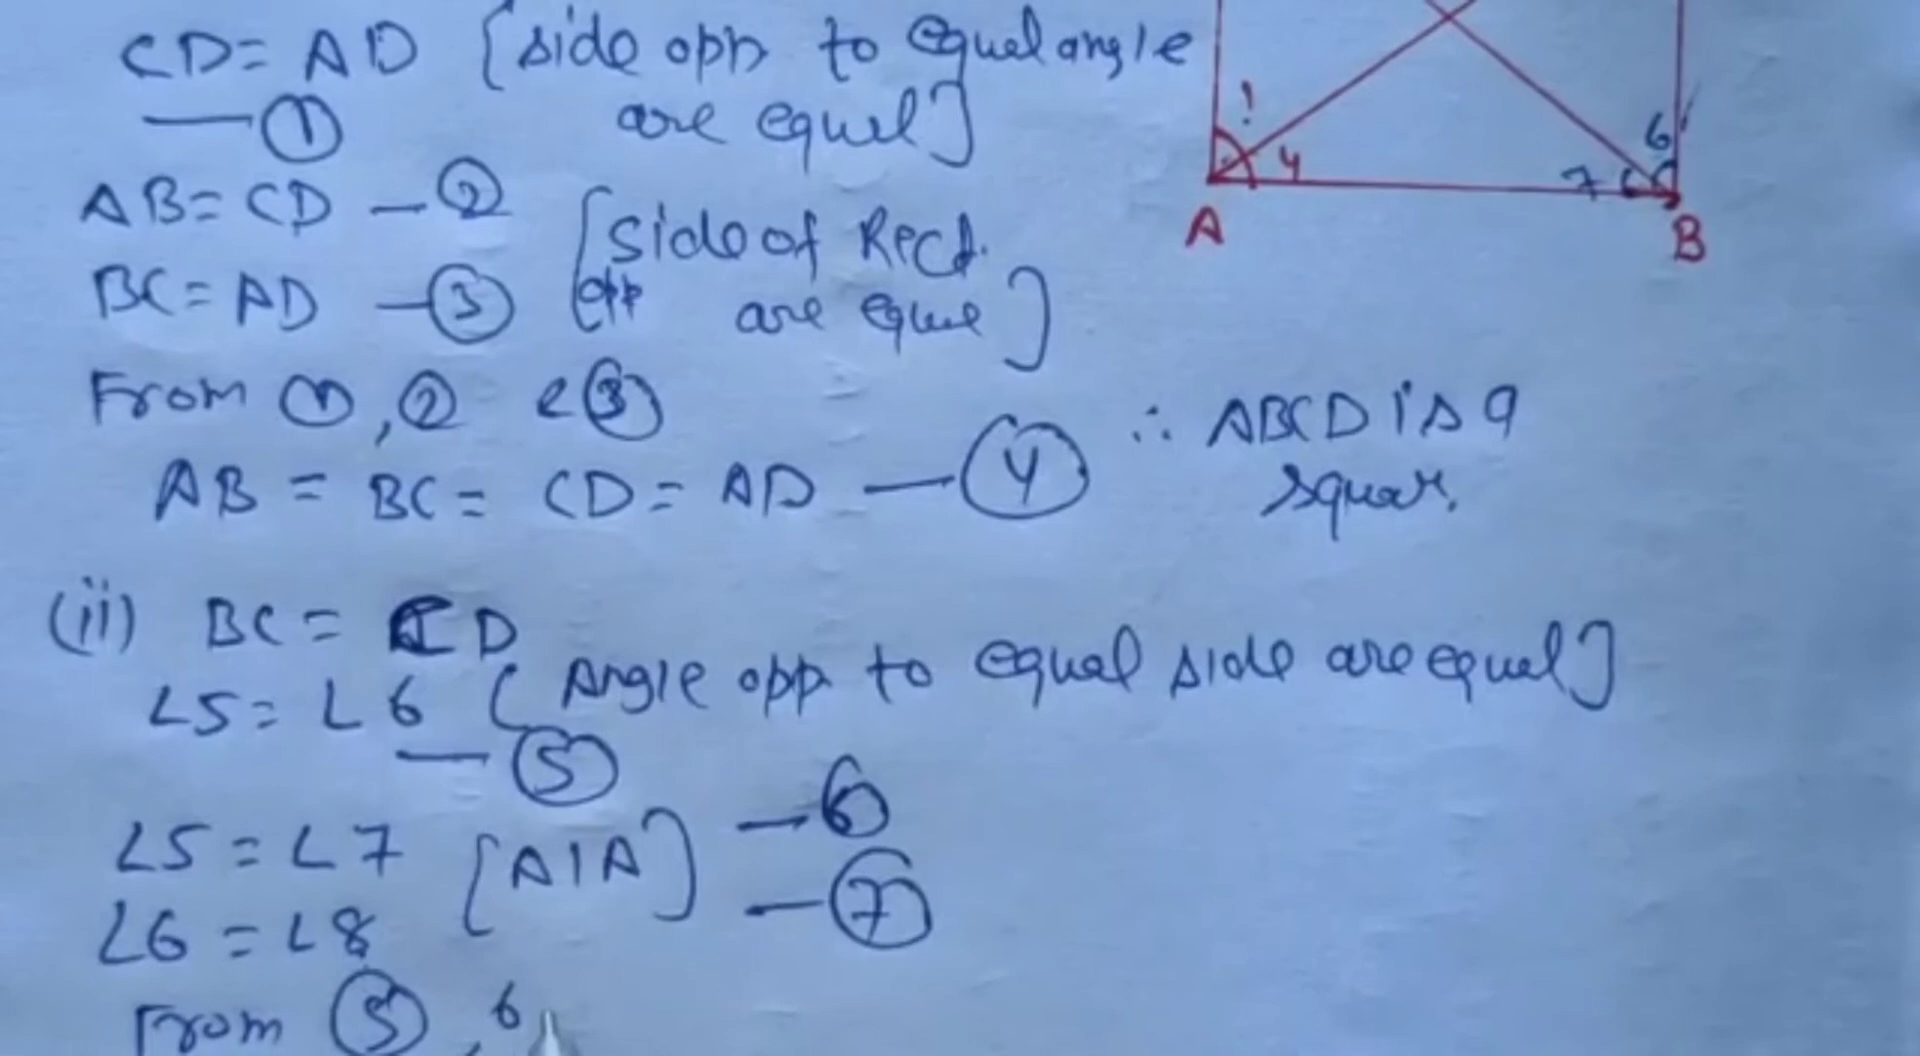 CD = AD [side opp to equal angle
— ① are equal]
AB = CD — ②
[side of Rect.
BC = AD — ③ opp are equal]
From ①, ② e ③
AB = BC = CD = AD — ④
∴ ABCD is a
squar.
(ii) BC = CD
∠5 = ∠6 [Angle opp to equal side are equal]
— ⑤
∠5 = ∠7 [AIA] — ⑥
∠6 = ∠8 — ⑦
From ⑤, 6
1
6
4
7
A
B